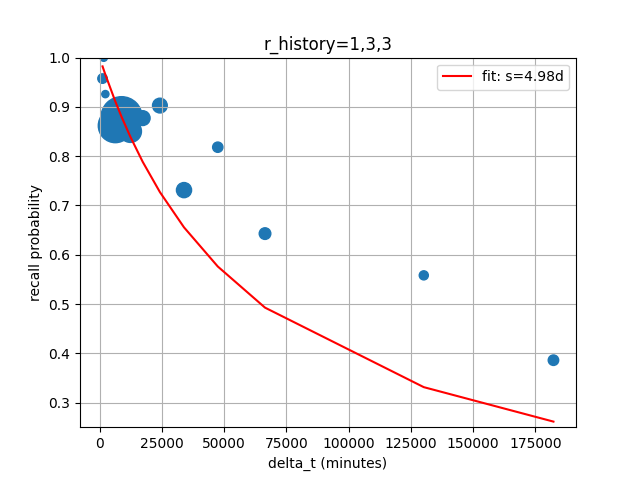 r_history=1,3,3
fit: s=4.98d
recall probability
1.0
0.9
0.8
0.7
0.6
0.5
0.4
0.3
0 25000 50000 75000 100000 125000 150000 175000
delta_t (minutes)